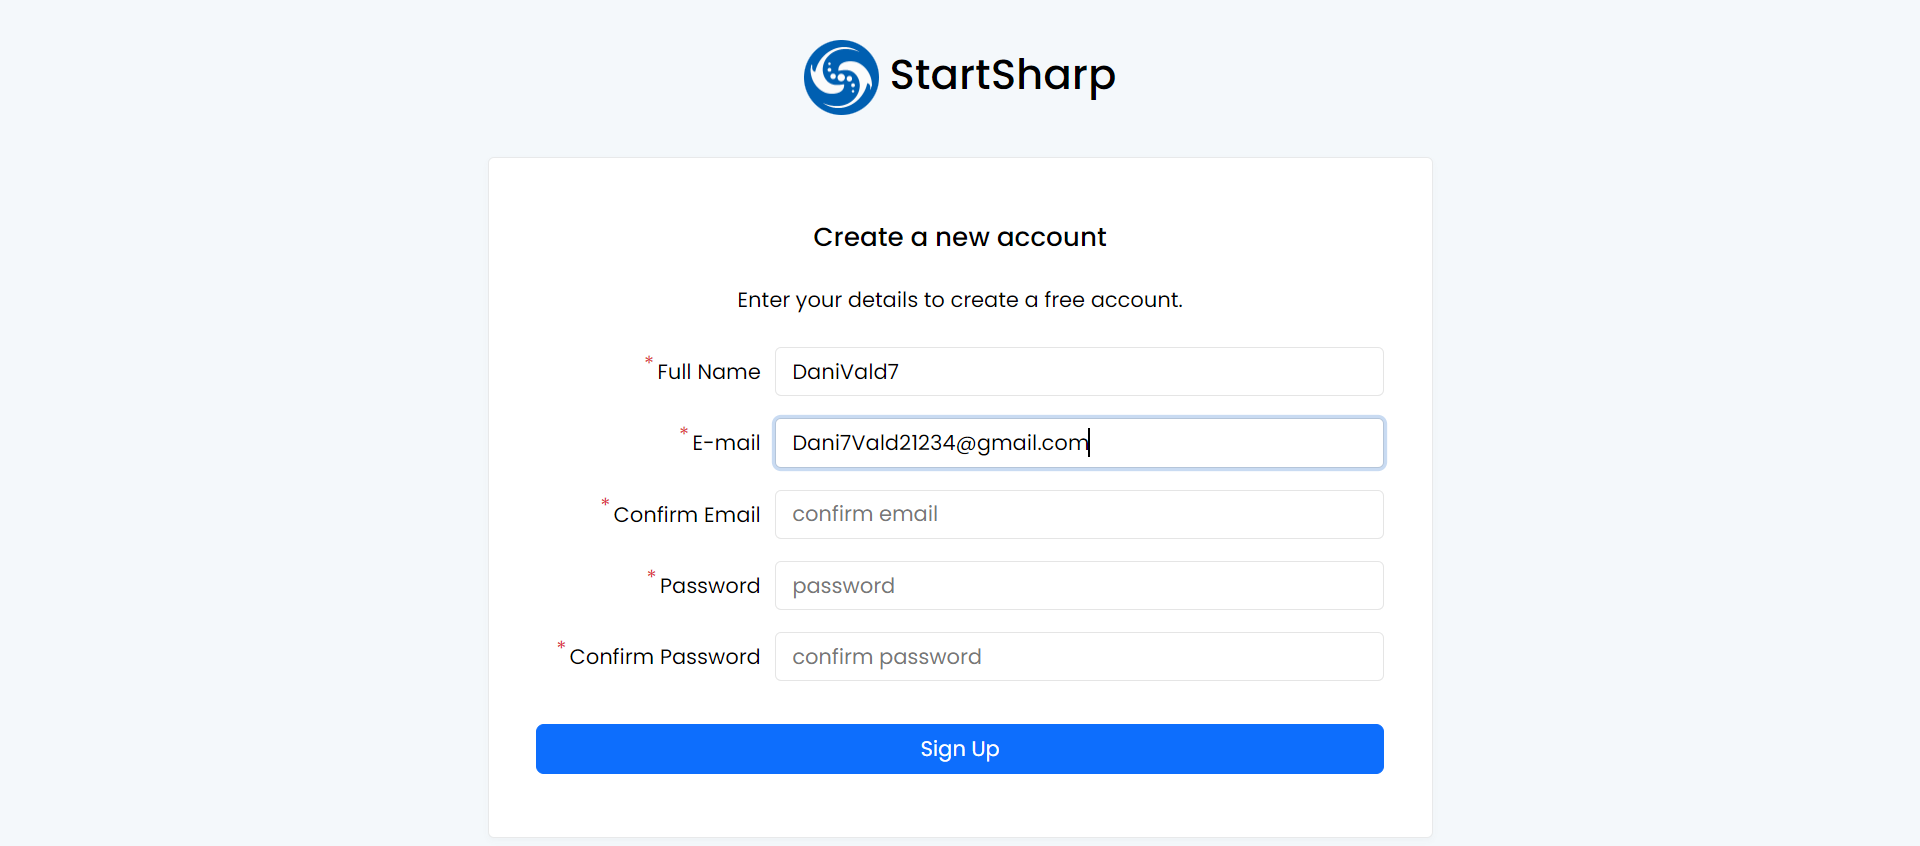 StartSharp
Create a new account
Enter your details to create a free account.
* Full Name DaniVald7
* E-mail Dani7Vald21234@gmail.com
* Confirm Email confirm email
* Password password
* Confirm Password confirm password
Sign Up